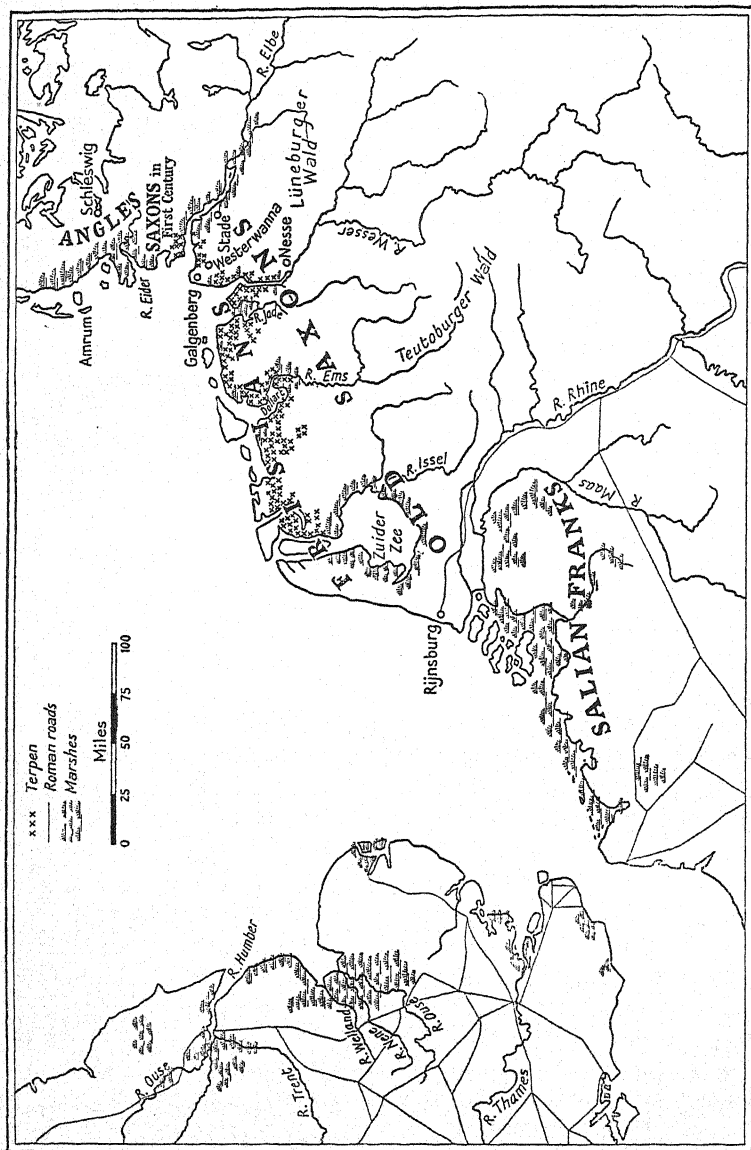 xxx Terpen
Roman roads
Marshes
Miles
0 25 50 75 100
ANGLES
Schleswig
SAXONS in
First Century
R. Eider
Amrum
R. Elbe
Galgenberg
Stade
Westerwanna
Nesse
Lüneburger
Wald
R. Wesser
R. Jade
FRISIANS
OLD SAXONS
Dollart
R. Ems
Teutoburger Wald
R. Issel
Zuider
Zee
Rijnsburg
R. Rhine
R. Maas
SALIAN FRANKS
R. Humber
R. Ouse
R. Trent
R. Welland
R. Nene
R. Ouse
R. Thames